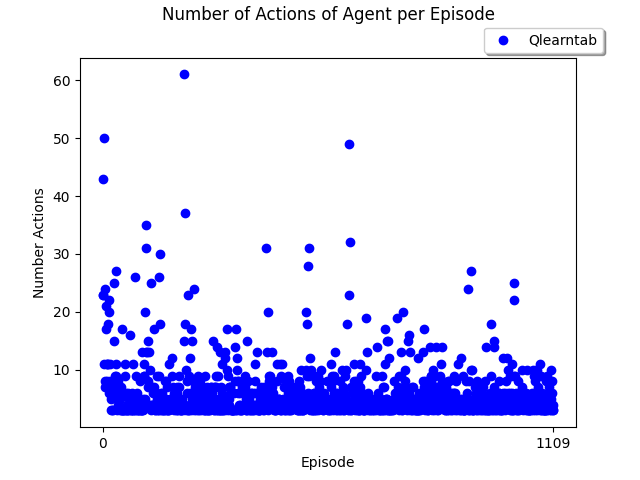 Number of Actions of Agent per Episode
Qlearntab
60
50
40
30
20
10
Number Actions
0
1109
Episode